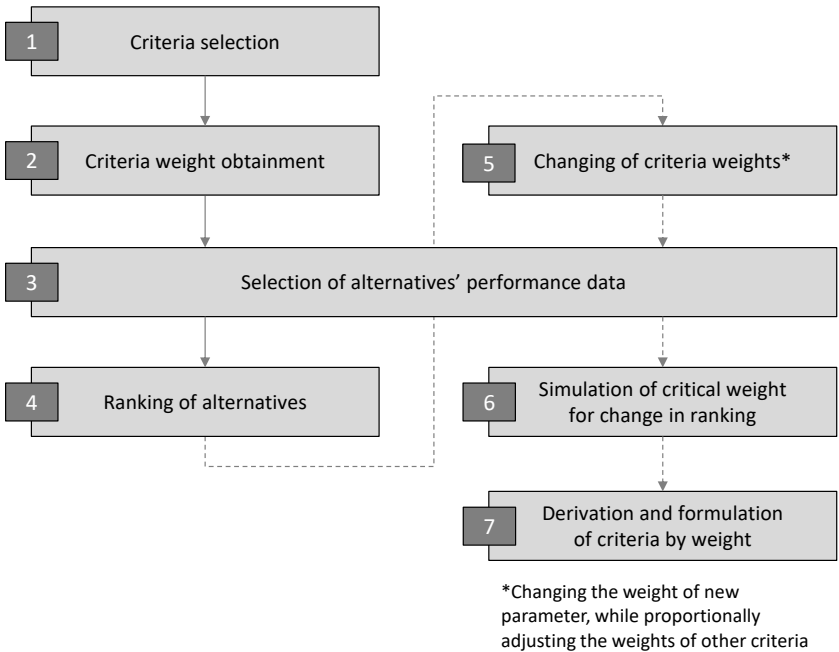 1
Criteria selection
2
Criteria weight obtainment
5
Changing of criteria weights*
3
Selection of alternatives’ performance data
4
Ranking of alternatives
6
Simulation of critical weight
for change in ranking
7
Derivation and formulation
of criteria by weight
*Changing the weight of new
parameter, while proportionally
adjusting the weights of other criteria